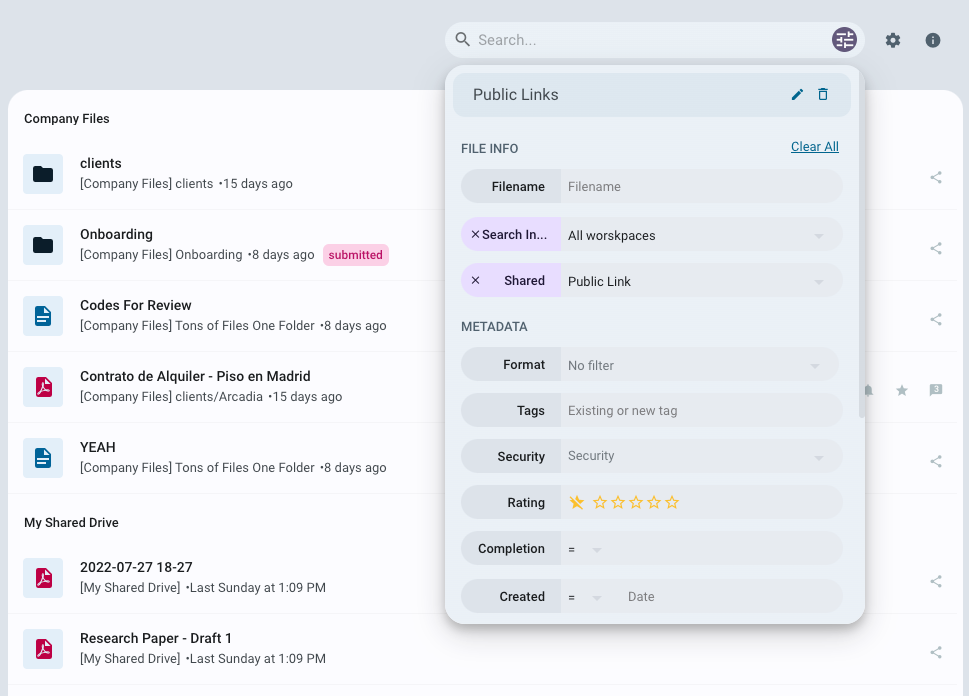 Search...
Public Links
FILE INFO
Clear All
Filename Filename
Search In... All worskpaces
Shared Public Link
METADATA
Format No filter
Tags Existing or new tag
Security Security
Rating
Completion =
Created = Date
Company Files
clients
[Company Files] clients •15 days ago
Onboarding
[Company Files] Onboarding •8 days ago submitted
Codes For Review
[Company Files] Tons of Files One Folder •8 days ago
Contrato de Alquiler - Piso en Madrid
[Company Files] clients/Arcadia •15 days ago
3
YEAH
[Company Files] Tons of Files One Folder •8 days ago
My Shared Drive
2022-07-27 18-27
[My Shared Drive] •Last Sunday at 1:09 PM
Research Paper - Draft 1
[My Shared Drive] •Last Sunday at 1:09 PM